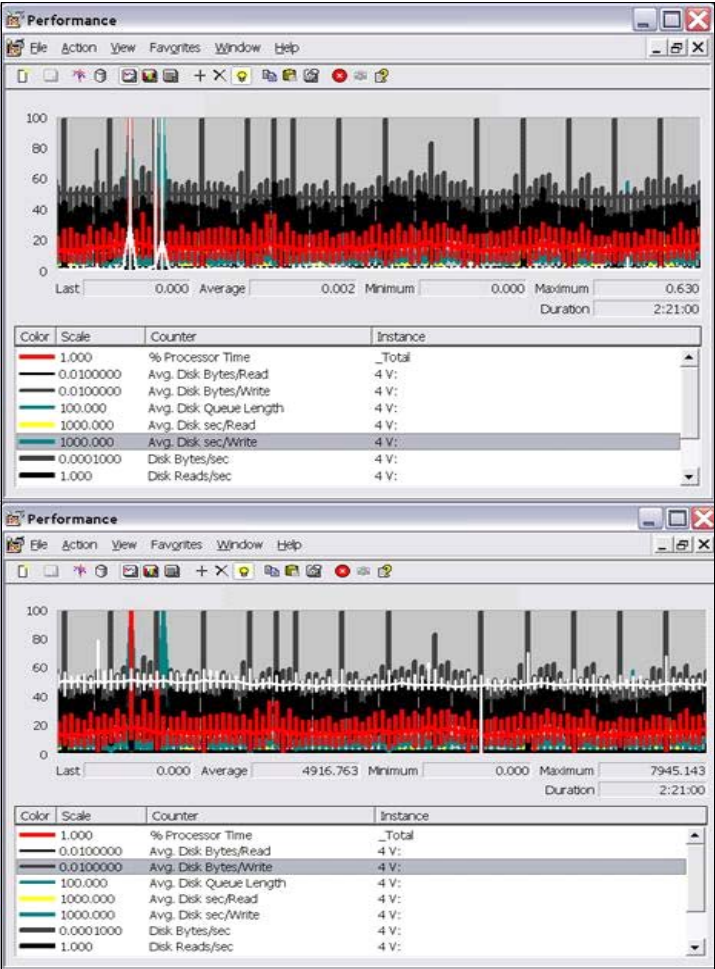 Performance
File Action View Favorites Window Help
100
80
60
40
20
0
Last 0.000 Average 0.002 Minimum 0.000 Maximum 0.630
Duration 2:21:00
Color Scale Counter Instance
1.000 % Processor Time _Total
0.0100000 Avg. Disk Bytes/Read 4 V:
0.0100000 Avg. Disk Bytes/Write 4 V:
100.000 Avg. Disk Queue Length 4 V:
1000.000 Avg. Disk sec/Read 4 V:
1000.000 Avg. Disk sec/Write 4 V:
0.0001000 Disk Bytes/sec 4 V:
1.000 Disk Reads/sec 4 V:
Performance
File Action View Favorites Window Help
100
80
60
40
20
0
Last 0.000 Average 4916.763 Minimum 0.000 Maximum 7945.143
Duration 2:21:00
Color Scale Counter Instance
1.000 % Processor Time _Total
0.0100000 Avg. Disk Bytes/Read 4 V:
0.0100000 Avg. Disk Bytes/Write 4 V:
100.000 Avg. Disk Queue Length 4 V:
1000.000 Avg. Disk sec/Read 4 V:
1000.000 Avg. Disk sec/Write 4 V:
0.0001000 Disk Bytes/sec 4 V:
1.000 Disk Reads/sec 4 V: